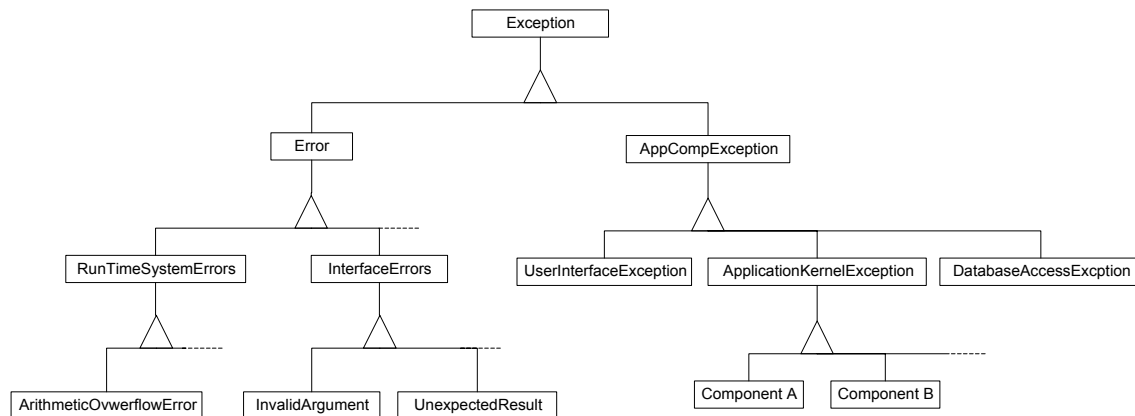 Exception
Error
AppCompException
RunTimeSystemErrors
InterfaceErrors
UserInterfaceException
ApplicationKernelException
DatabaseAccessExcption
ArithmeticOvwerflowError
InvalidArgument
UnexpectedResult
Component A
Component B